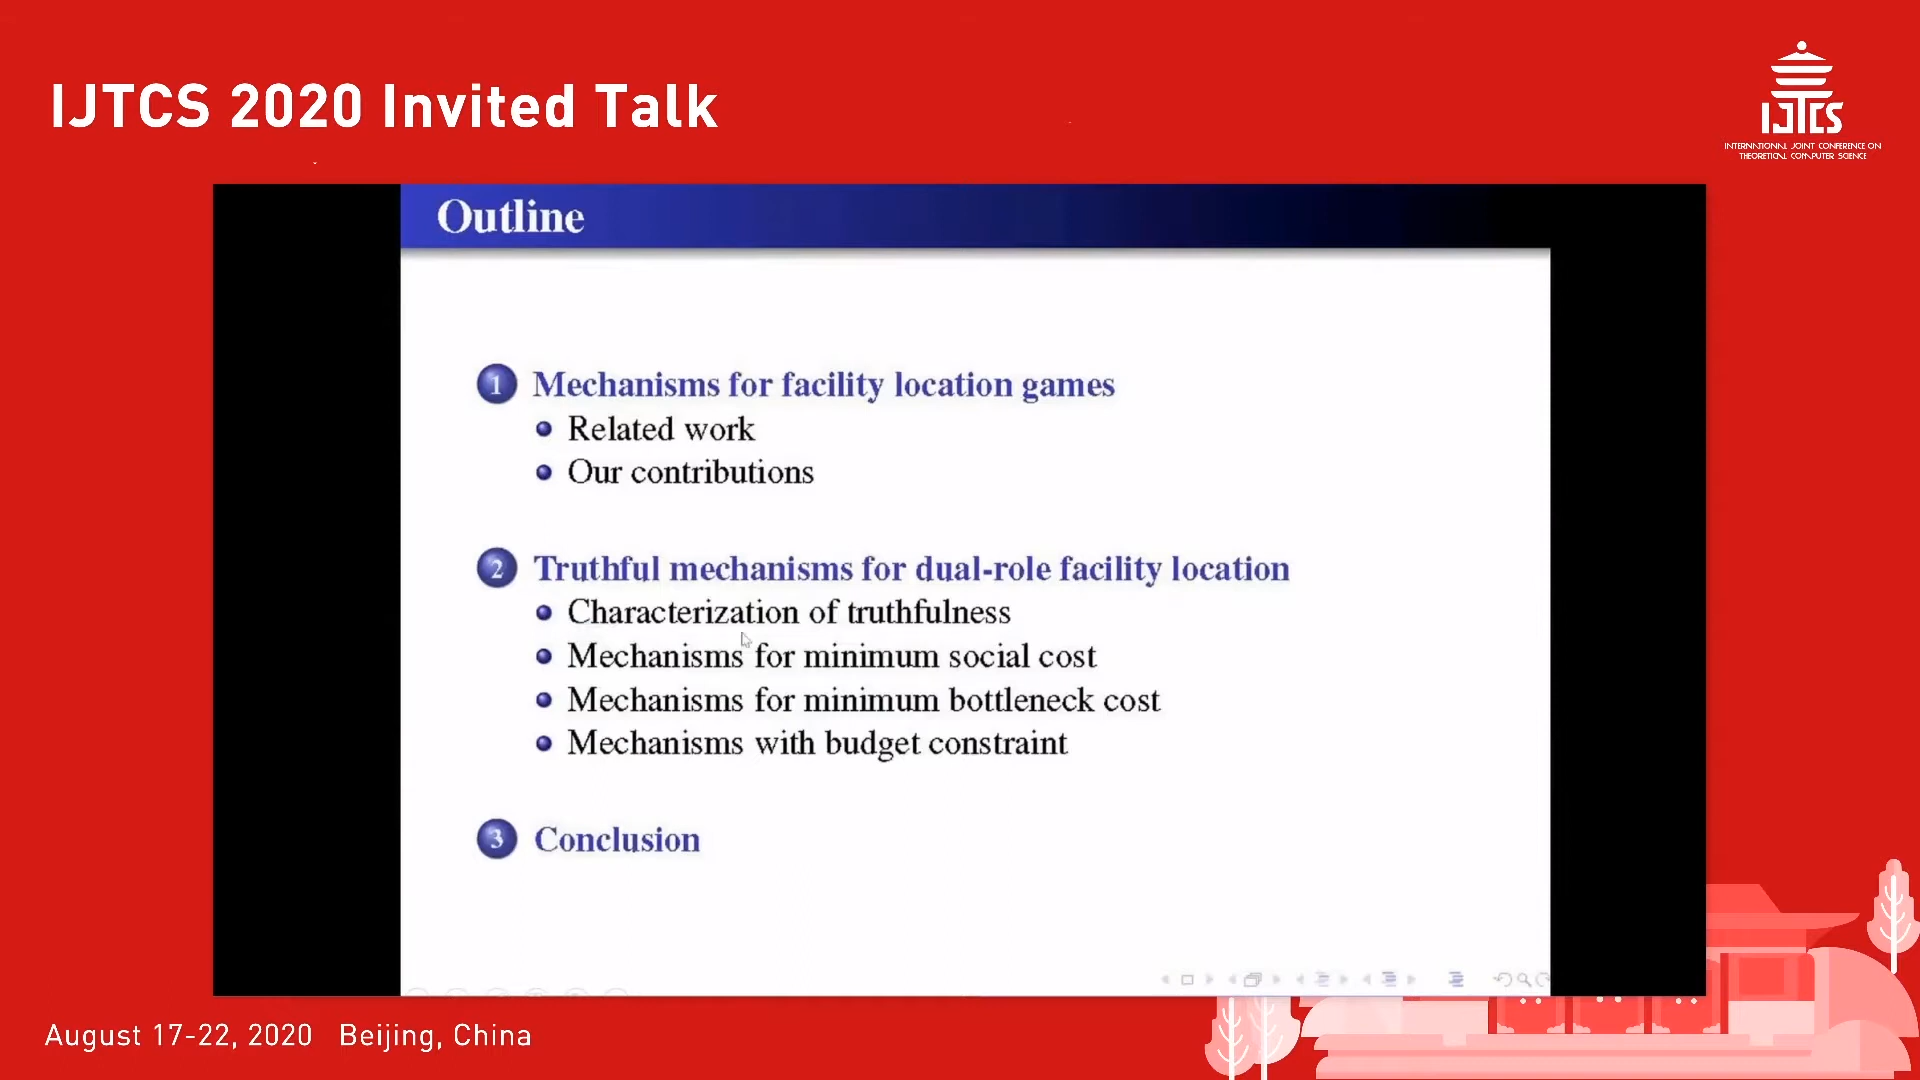 IJTCS 2020 Invited Talk
IJTCS
INTERNATIONAL JOINT CONFERENCE ON
THEORETICAL COMPUTER SCIENCE
Outline
1 Mechanisms for facility location games
Related work
Our contributions
2 Truthful mechanisms for dual-role facility location
Characterization of truthfulness
Mechanisms for minimum social cost
Mechanisms for minimum bottleneck cost
Mechanisms with budget constraint
3 Conclusion
August 17-22, 2020 Beijing, China